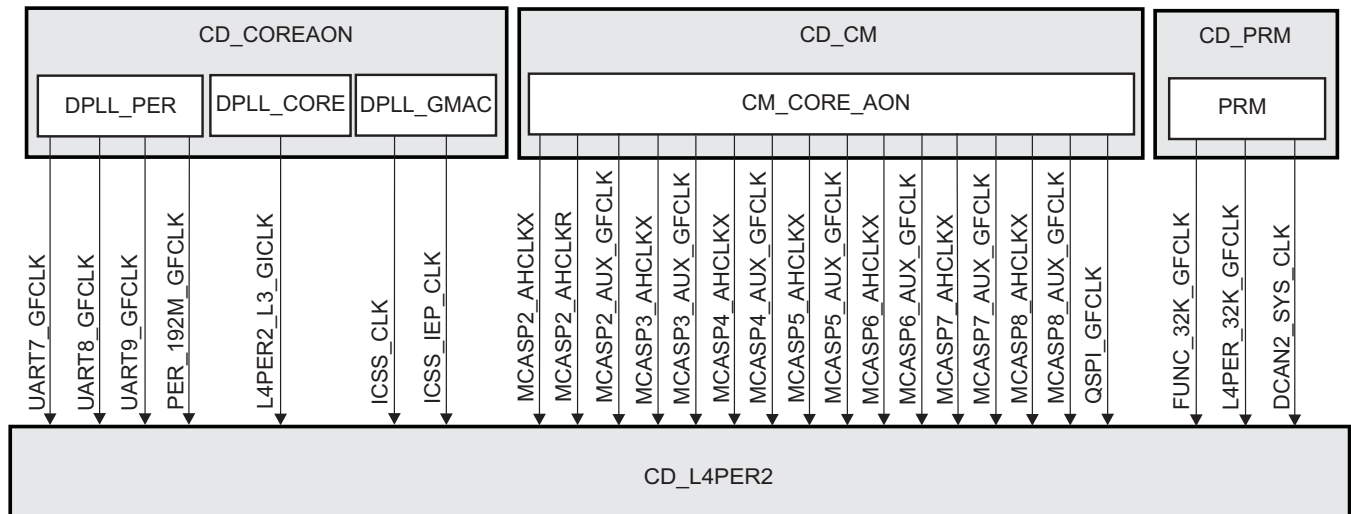 CD_COREAON
CD_CM
CD_PRM
DPLL_PER
DPLL_CORE
DPLL_GMAC
CM_CORE_AON
PRM
UART7_GFCLK
UART8_GFCLK
UART9_GFCLK
PER_192M_GFCLK
L4PER2_L3_GICLK
ICSS_CLK
ICSS_IEP_CLK
MCASP2_AHCLKX
MCASP2_AHCLKR
MCASP2_AUX_GFCLK
MCASP3_AHCLKX
MCASP3_AUX_GFCLK
MCASP4_AHCLKX
MCASP4_AUX_GFCLK
MCASP5_AHCLKX
MCASP5_AUX_GFCLK
MCASP6_AHCLKX
MCASP6_AUX_GFCLK
MCASP7_AHCLKX
MCASP7_AUX_GFCLK
MCASP8_AHCLKX
MCASP8_AUX_GFCLK
QSPI_GFCLK
FUNC_32K_GFCLK
L4PER_32K_GFCLK
DCAN2_SYS_CLK
CD_L4PER2